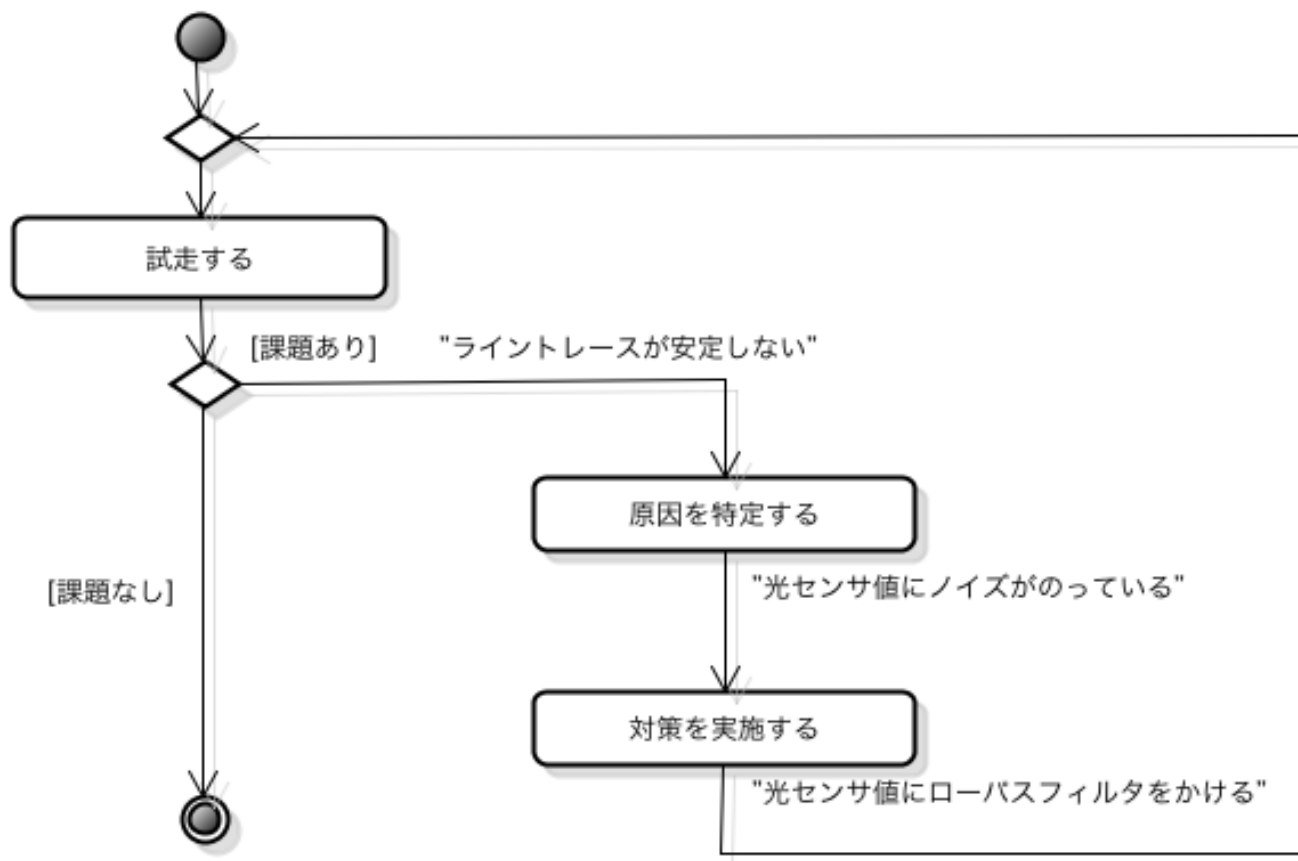 試走する
[課題あり] "ライントレースが安定しない"
原因を特定する
"光センサ値にノイズがのっている"
[課題なし]
対策を実施する
"光センサ値にローパスフィルタをかける"